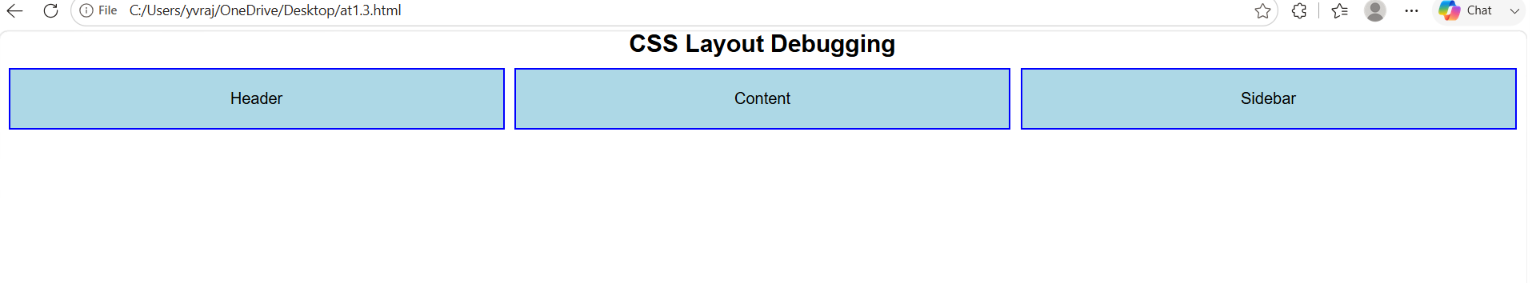 File C:/Users/yvraj/OneDrive/Desktop/at1.3.html Chat
CSS Layout Debugging
Header Content Sidebar